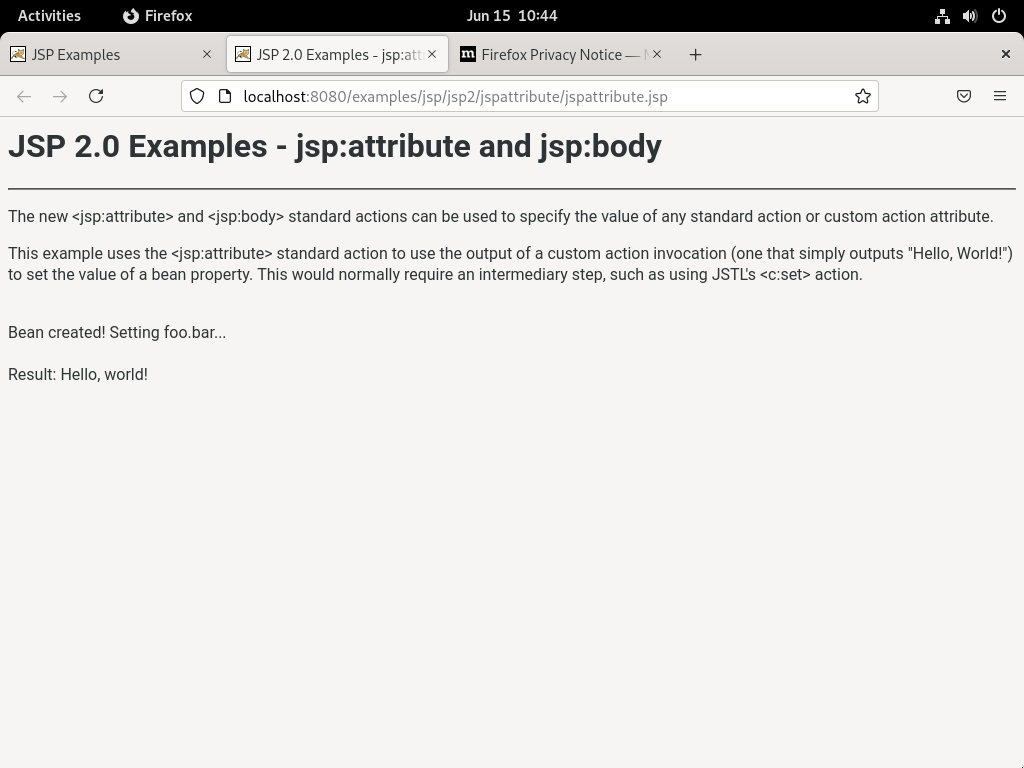 Activities
Firefox
Jun 15 10:44
JSP Examples
JSP 2.0 Examples - jsp:att
Firefox Privacy Notice —
localhost:8080/examples/jsp/jsp2/jspattribute/jspattribute.jsp
JSP 2.0 Examples - jsp:attribute and jsp:body
The new <jsp:attribute> and <jsp:body> standard actions can be used to specify the value of any standard action or custom action attribute.
This example uses the <jsp:attribute> standard action to use the output of a custom action invocation (one that simply outputs "Hello, World!")
to set the value of a bean property. This would normally require an intermediary step, such as using JSTL's <c:set> action.
Bean created! Setting foo.bar...
Result: Hello, world!